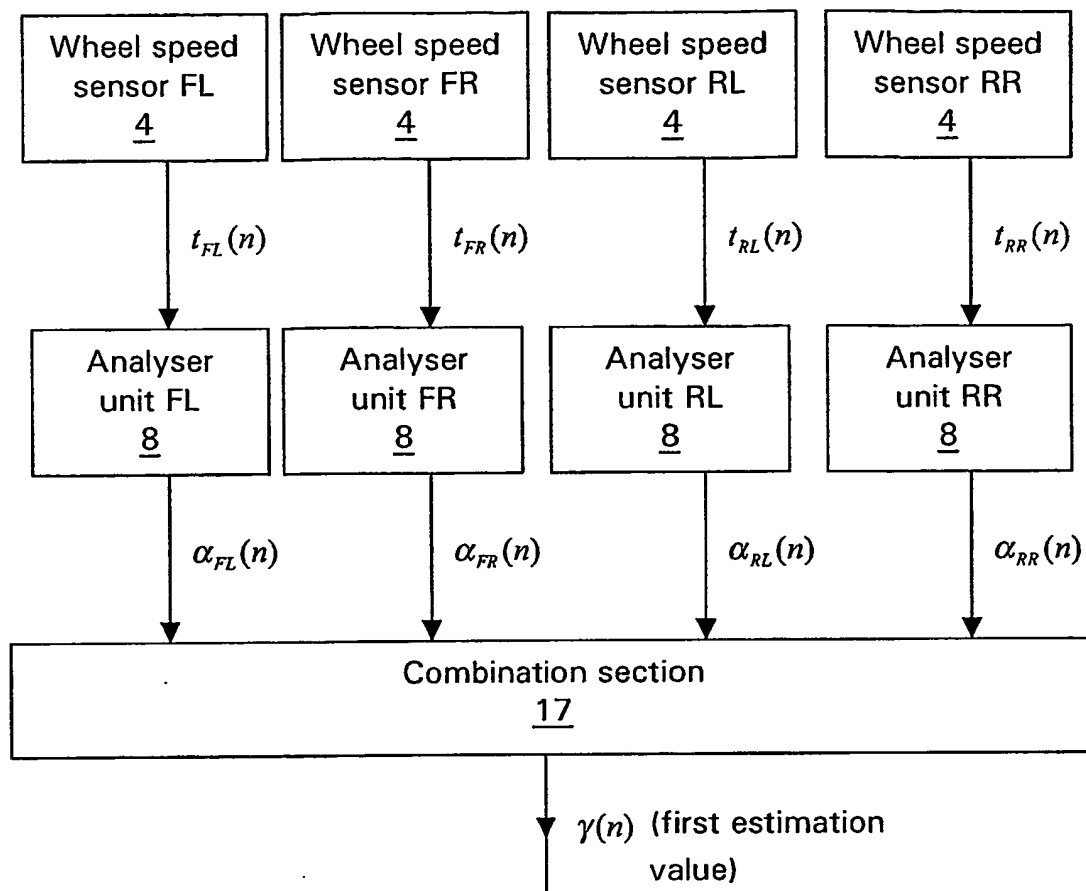 Wheel speed sensor FL 4
Wheel speed sensor FR 4
Wheel speed sensor RL 4
Wheel speed sensor RR 4
t_FL(n)
t_FR(n)
t_RL(n)
t_RR(n)
Analyser unit FL 8
Analyser unit FR 8
Analyser unit RL 8
Analyser unit RR 8
α_FL(n)
α_FR(n)
α_RL(n)
α_RR(n)
Combination section
17
γ(n) (first estimation
value)